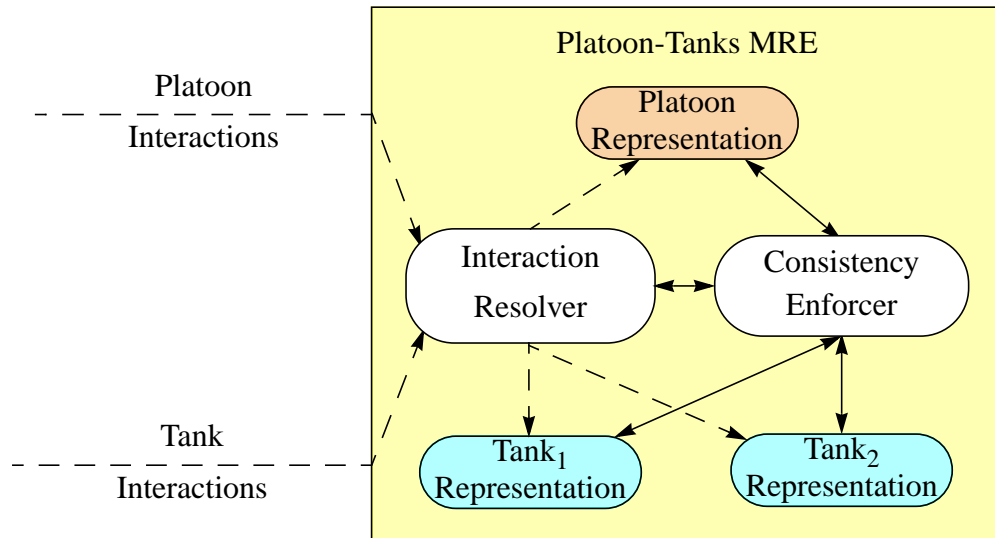 Platoon-Tanks MRE
Platoon
Interactions
Platoon
Representation
Interaction
Resolver
Consistency
Enforcer
Tank
Interactions
Tank1
Representation
Tank2
Representation